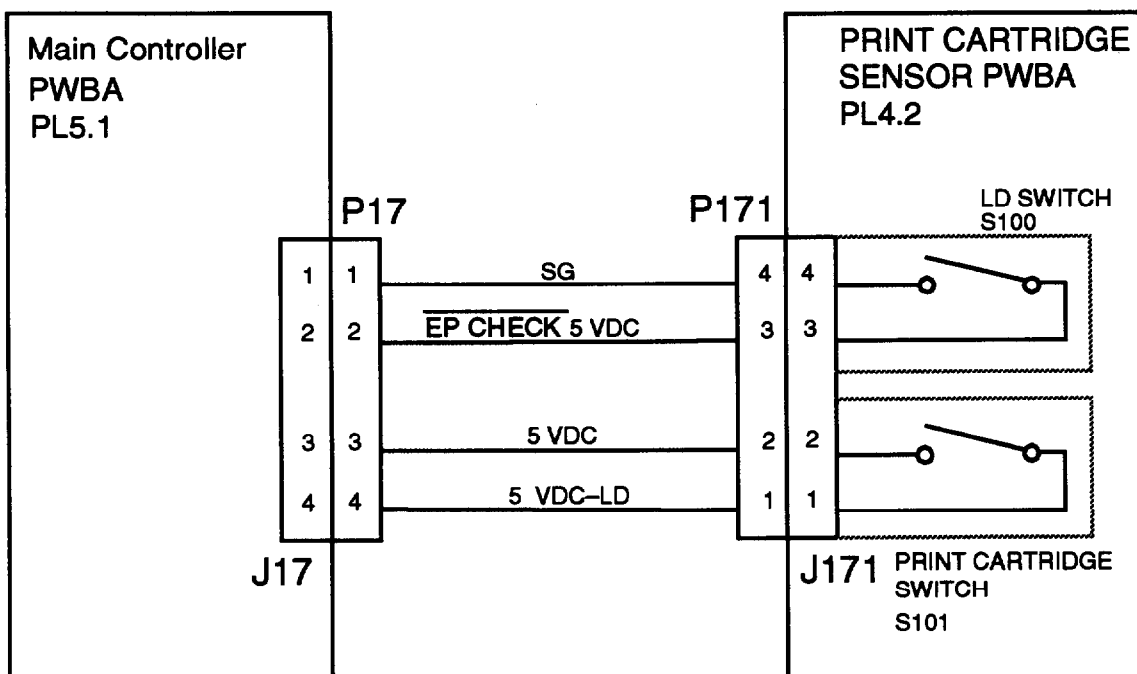 Main Controller
PWBA
PL5.1
PRINT CARTRIDGE
SENSOR PWBA
PL4.2
LD SWITCH
S100
P17
P171
1 1 SG 4 4
2 2 EP CHECK 5 VDC 3 3
3 3 5 VDC 2 2
4 4 5 VDC–LD 1 1
J17
J171
PRINT CARTRIDGE
SWITCH
S101